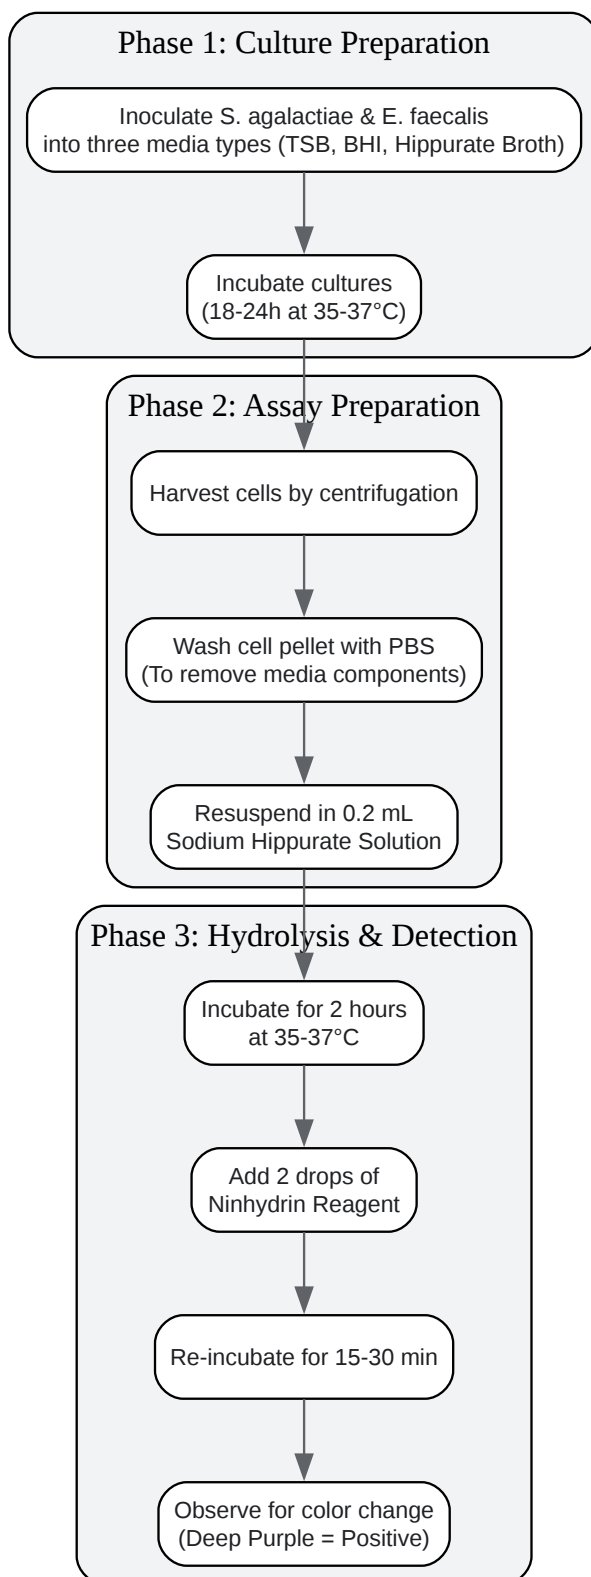 Phase 1: Culture Preparation
Inoculate S. agalactiae & E. faecalis
into three media types (TSB, BHI, Hippurate Broth)
Incubate cultures
(18-24h at 35-37°C)
Phase 2: Assay Preparation
Harvest cells by centrifugation
Wash cell pellet with PBS
(To remove media components)
Resuspend in 0.2 mL
Sodium Hippurate Solution
Phase 3: Hydrolysis & Detection
Incubate for 2 hours
at 35-37°C
Add 2 drops of
Ninhydrin Reagent
Re-incubate for 15-30 min
Observe for color change
(Deep Purple = Positive)